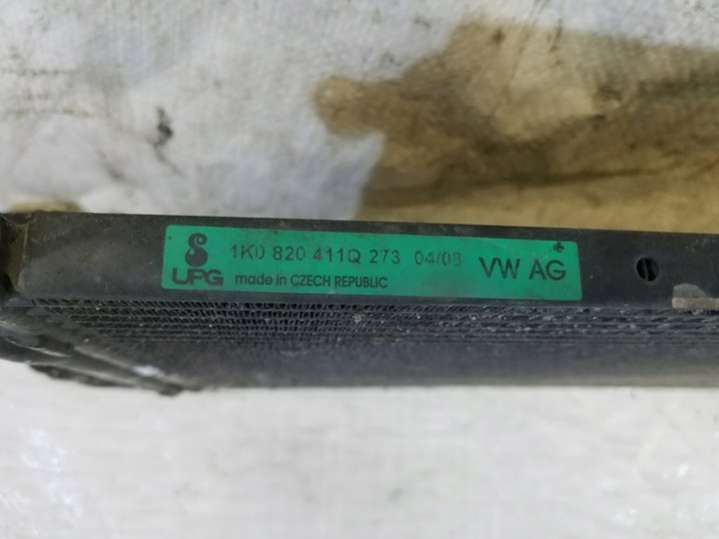 1K0 820 411Q 273 04/08
UPG made in CZECH REPUBLIC VW AG